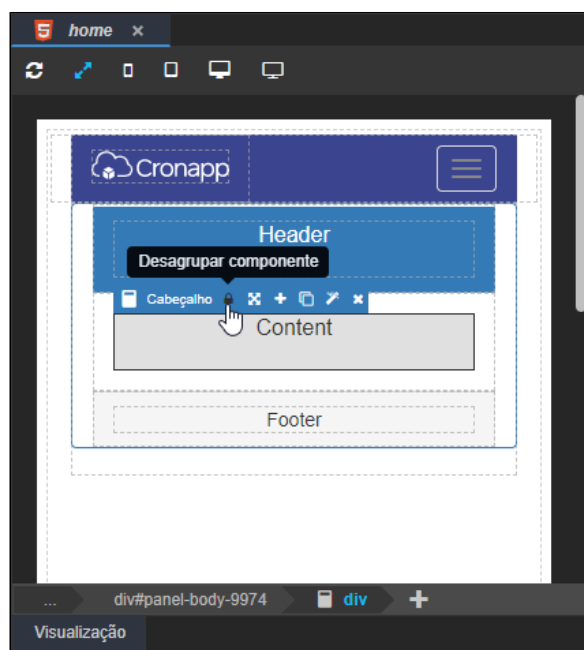 home ×
Cronapp
Header
Desagrupar componente
Cabeçalho
Content
Footer
... div#panel-body-9974 div +
Visualização